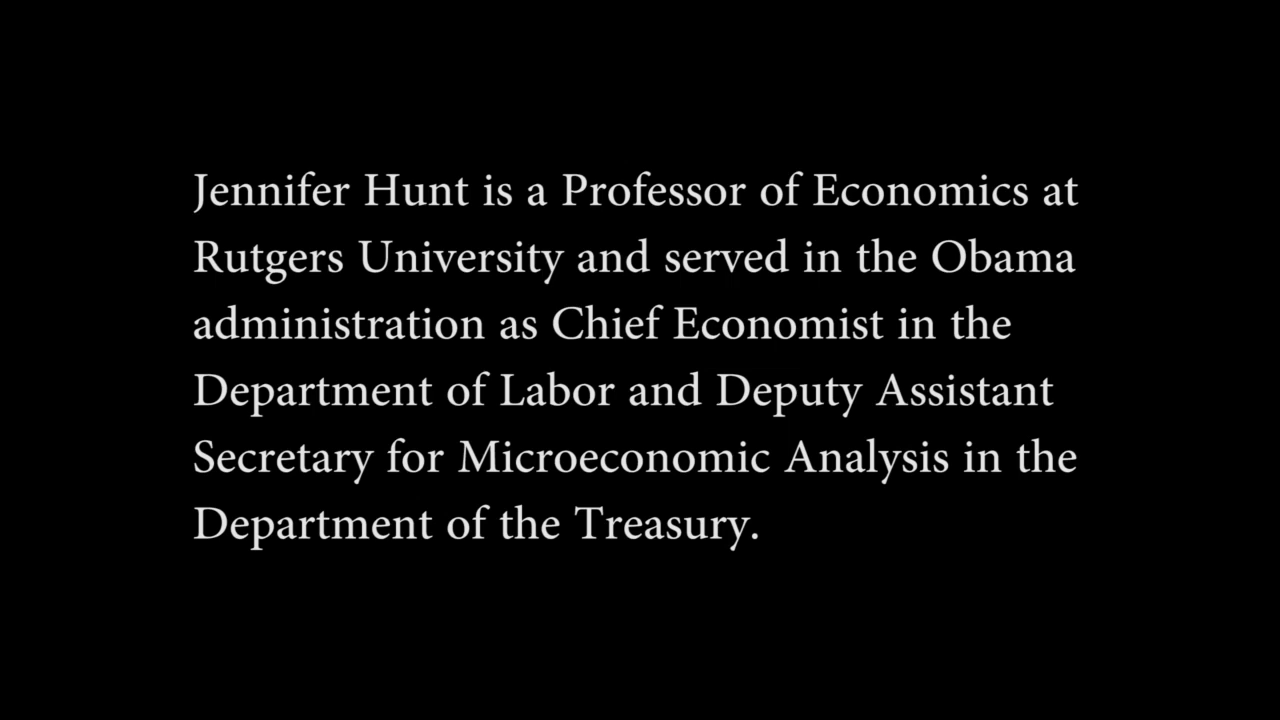 Jennifer Hunt is a Professor of Economics at
Rutgers University and served in the Obama
administration as Chief Economist in the
Department of Labor and Deputy Assistant
Secretary for Microeconomic Analysis in the
Department of the Treasury.